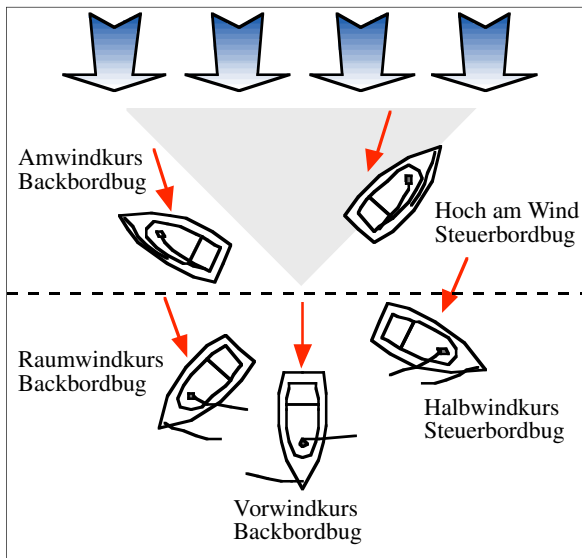 Amwindkurs
Backbordbug
Hoch am Wind
Steuerbordbug
Raumwindkurs
Backbordbug
Halbwindkurs
Steuerbordbug
Vorwindkurs
Backbordbug